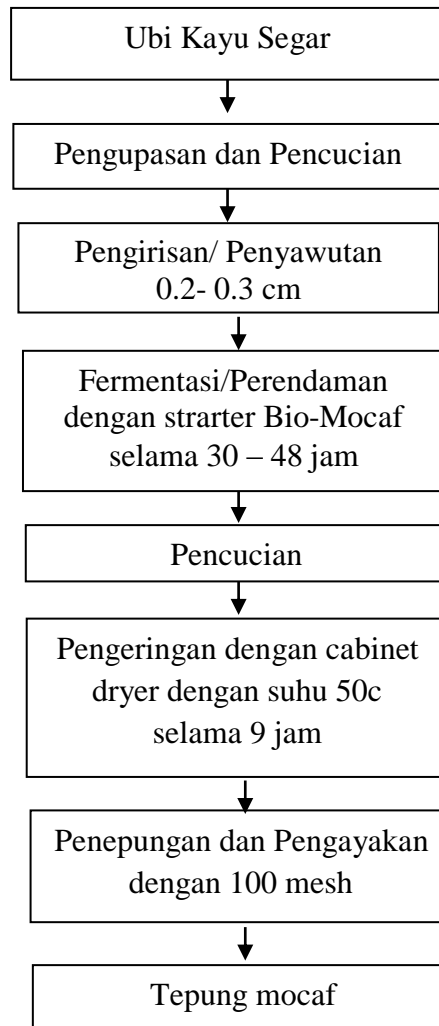 Ubi Kayu Segar
Pengupasan dan Pencucian
Pengirisan/ Penyawutan
0.2- 0.3 cm
Fermentasi/Perendaman
dengan strarter Bio-Mocaf
selama 30 – 48 jam
Pencucian
Pengeringan dengan cabinet
dryer dengan suhu 50c
selama 9 jam
Penepungan dan Pengayakan
dengan 100 mesh
Tepung mocaf